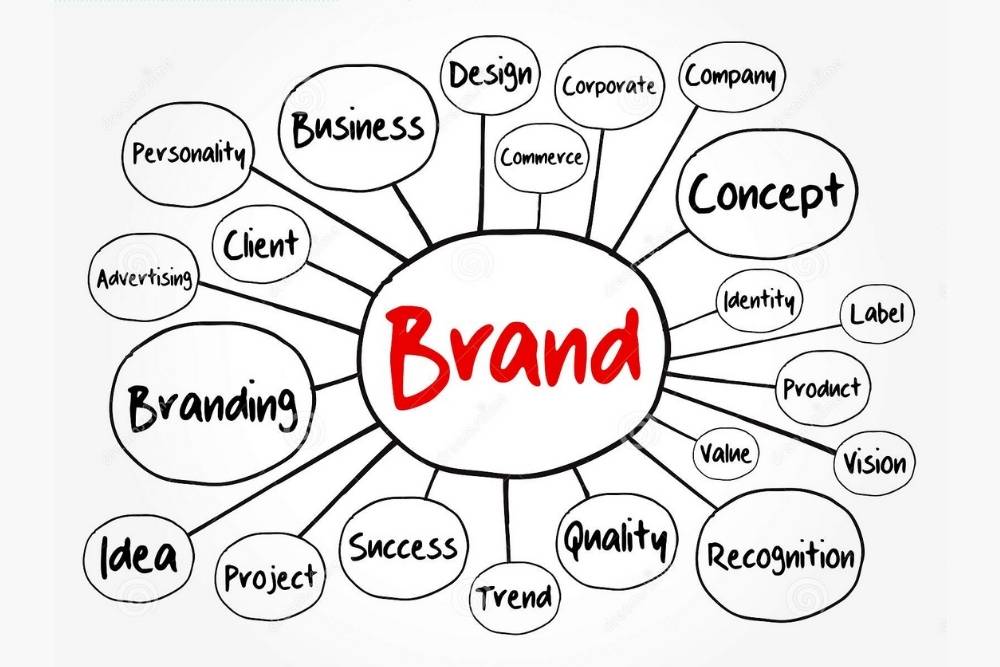 Design
Corporate
Company
Business
Personality
Commerce
Concept
Client
Advertising
Identity
Label
Brand
Product
Branding
Value
Vision
Idea
Project
Success
Trend
Quality
Recognition